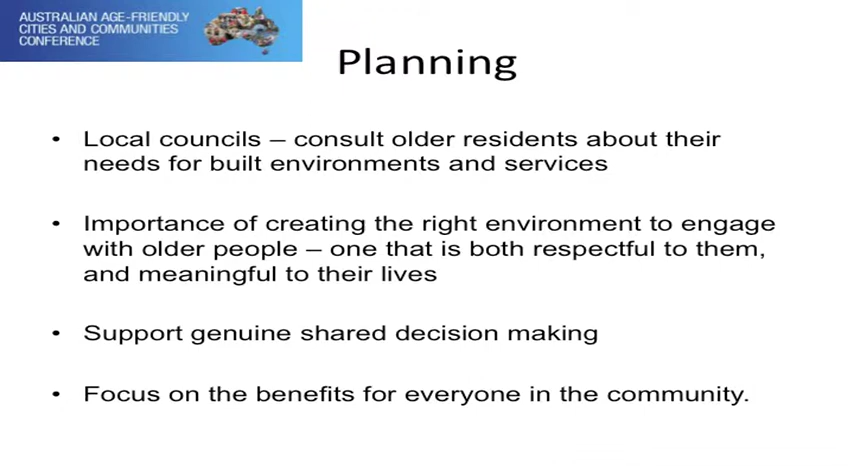 AUSTRALIAN AGE-FRIENDLY
CITIES AND COMMUNITIES
CONFERENCE
Planning
• Local councils – consult older residents about their
needs for built environments and services
• Importance of creating the right environment to engage
with older people – one that is both respectful to them,
and meaningful to their lives
• Support genuine shared decision making
• Focus on the benefits for everyone in the community.